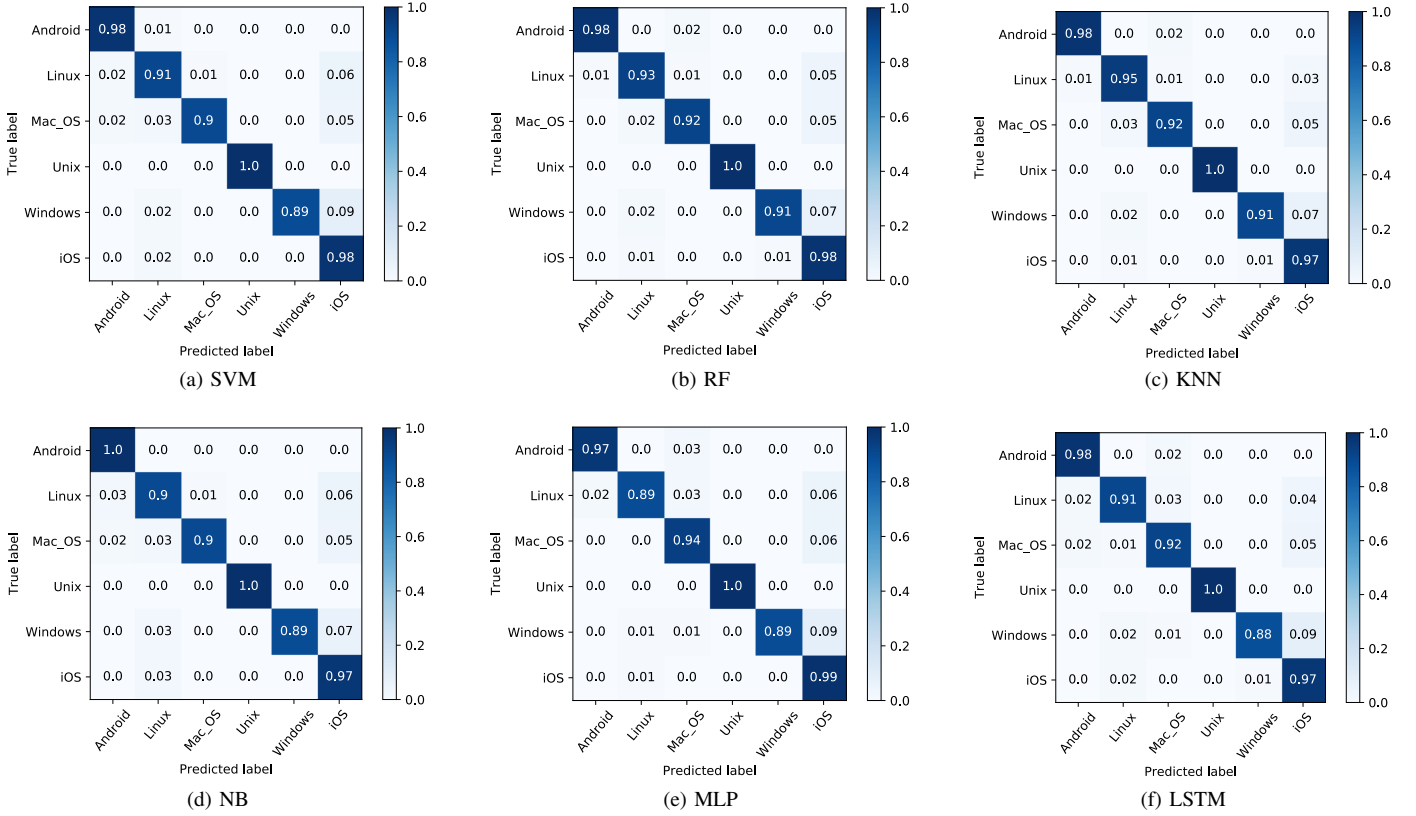 True label
Android 0.98 0.01 0.0 0.0 0.0 0.0
Linux 0.02 0.91 0.01 0.0 0.0 0.06
Mac_OS 0.02 0.03 0.9 0.0 0.0 0.05
Unix 0.0 0.0 0.0 1.0 0.0 0.0
Windows 0.0 0.02 0.0 0.0 0.89 0.09
iOS 0.0 0.02 0.0 0.0 0.0 0.98
Android Linux Mac_OS Unix Windows iOS
Predicted label
1.0
0.8
0.6
0.4
0.2
0.0
(a) SVM
True label
Android 0.98 0.0 0.02 0.0 0.0 0.0
Linux 0.01 0.93 0.01 0.0 0.0 0.05
Mac_OS 0.0 0.02 0.92 0.0 0.0 0.05
Unix 0.0 0.0 0.0 1.0 0.0 0.0
Windows 0.0 0.02 0.0 0.0 0.91 0.07
iOS 0.0 0.01 0.0 0.0 0.01 0.98
Android Linux Mac_OS Unix Windows iOS
Predicted label
1.0
0.8
0.6
0.4
0.2
0.0
(b) RF
True label
Android 0.98 0.0 0.02 0.0 0.0 0.0
Linux 0.01 0.95 0.01 0.0 0.0 0.03
Mac_OS 0.0 0.03 0.92 0.0 0.0 0.05
Unix 0.0 0.0 0.0 1.0 0.0 0.0
Windows 0.0 0.02 0.0 0.0 0.91 0.07
iOS 0.0 0.01 0.0 0.0 0.01 0.97
Android Linux Mac_OS Unix Windows iOS
Predicted label
1.0
0.8
0.6
0.4
0.2
0.0
(c) KNN
True label
Android 1.0 0.0 0.0 0.0 0.0 0.0
Linux 0.03 0.9 0.01 0.0 0.0 0.06
Mac_OS 0.02 0.03 0.9 0.0 0.0 0.05
Unix 0.0 0.0 0.0 1.0 0.0 0.0
Windows 0.0 0.03 0.0 0.0 0.89 0.07
iOS 0.0 0.03 0.0 0.0 0.0 0.97
Android Linux Mac_OS Unix Windows iOS
Predicted label
1.0
0.8
0.6
0.4
0.2
0.0
(d) NB
True label
Android 0.97 0.0 0.03 0.0 0.0 0.0
Linux 0.02 0.89 0.03 0.0 0.0 0.06
Mac_OS 0.0 0.0 0.94 0.0 0.0 0.06
Unix 0.0 0.0 0.0 1.0 0.0 0.0
Windows 0.0 0.01 0.01 0.0 0.89 0.09
iOS 0.0 0.01 0.0 0.0 0.0 0.99
Android Linux Mac_OS Unix Windows iOS
Predicted label
1.0
0.8
0.6
0.4
0.2
0.0
(e) MLP
True label
Android 0.98 0.0 0.02 0.0 0.0 0.0
Linux 0.02 0.91 0.03 0.0 0.0 0.04
Mac_OS 0.02 0.01 0.92 0.0 0.0 0.05
Unix 0.0 0.0 0.0 1.0 0.0 0.0
Windows 0.0 0.02 0.01 0.0 0.88 0.09
iOS 0.0 0.02 0.0 0.0 0.01 0.97
Android Linux Mac_OS Unix Windows iOS
Predicted label
1.0
0.8
0.6
0.4
0.2
0.0
(f) LSTM